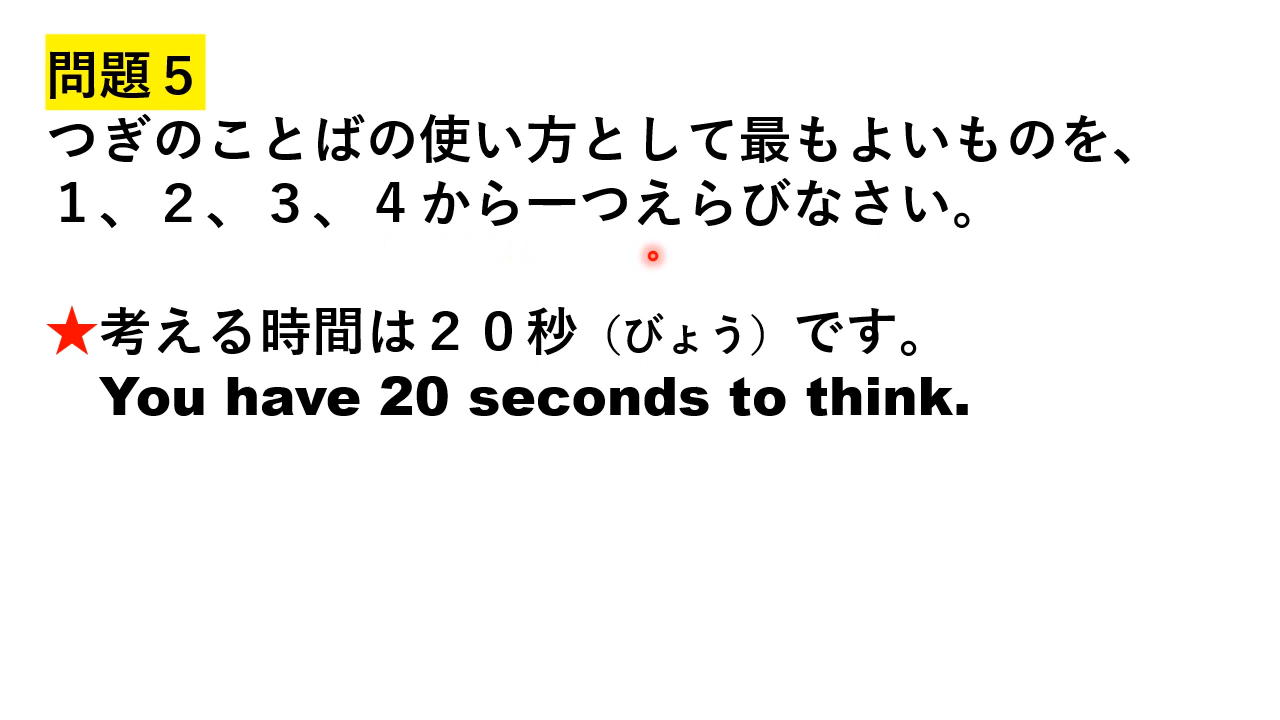 問題５
つぎのことばの使い方として最もよいものを、
１、２、３、４から一つえらびなさい。
★考える時間は２０秒（びょう）です。
You have 20 seconds to think.